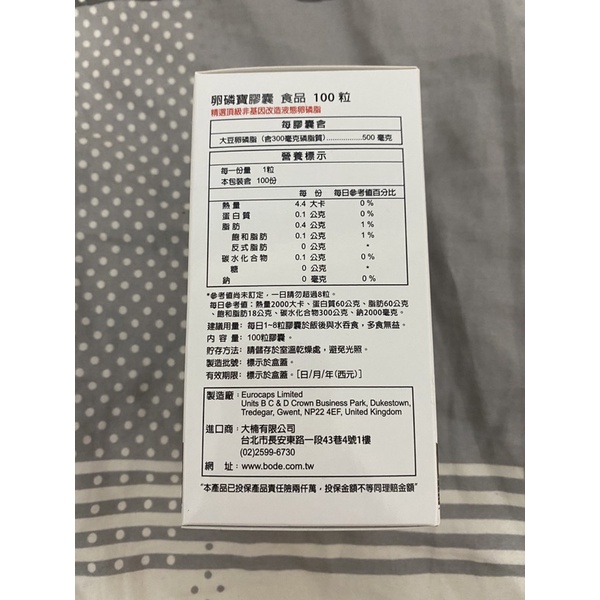 卵磷寶膠囊 食品 100粒
精選頂級非基因改造液態卵磷脂
每膠囊含
大豆卵磷脂 (含300毫克磷脂質)..................500 毫克
營養標示
每一份量 1粒
本包裝含 100份
每 份 每日參考值百分比
熱量 4.4 大卡 0%
蛋白質 0.1 公克 0%
脂肪 0.4 公克 1%
飽和脂肪 0.1 公克 1%
反式脂肪 0 公克 *
碳水化合物 0.1 公克 0%
糖 0 公克 *
鈉 0 毫克 0%
*參考值尚未訂定，一日請勿超過8粒。
每日參考值：熱量2000大卡、蛋白質60公克、脂肪60公克
、飽和脂肪18公克、碳水化合物300公克、鈉2000毫克。
建議用量: 每日1~8粒膠囊於飯後與水吞食，多食無益。
內 容 量: 100粒膠囊。
貯存方法: 請儲存於室溫乾燥處，避免光照。
製造批號: 標示於盒蓋。
有效期限: 標示於盒蓋。[日/月/年(西元)]
製造廠：Eurocaps Limited
Units B C & D Crown Business Park, Dukestown,
Tredegar, Gwent, NP22 4EF, United Kingdom
進口商：大楠有限公司
台北市長安東路一段43巷4號1樓
(02)2599-6730
網 址：www.bode.com.tw
"本產品已投保產品責任險兩千萬，投保金額不等同理賠金額"